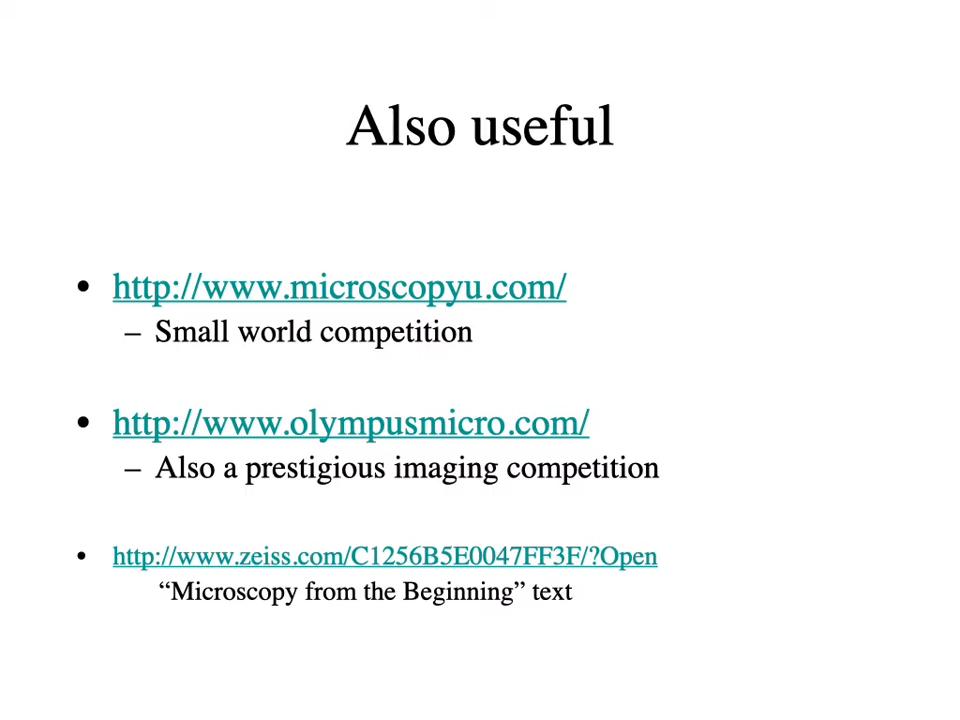 Also useful
• http://www.microscopyu.com/
– Small world competition
• http://www.olympusmicro.com/
– Also a prestigious imaging competition
• http://www.zeiss.com/C1256B5E0047FF3F/?Open
“Microscopy from the Beginning” text